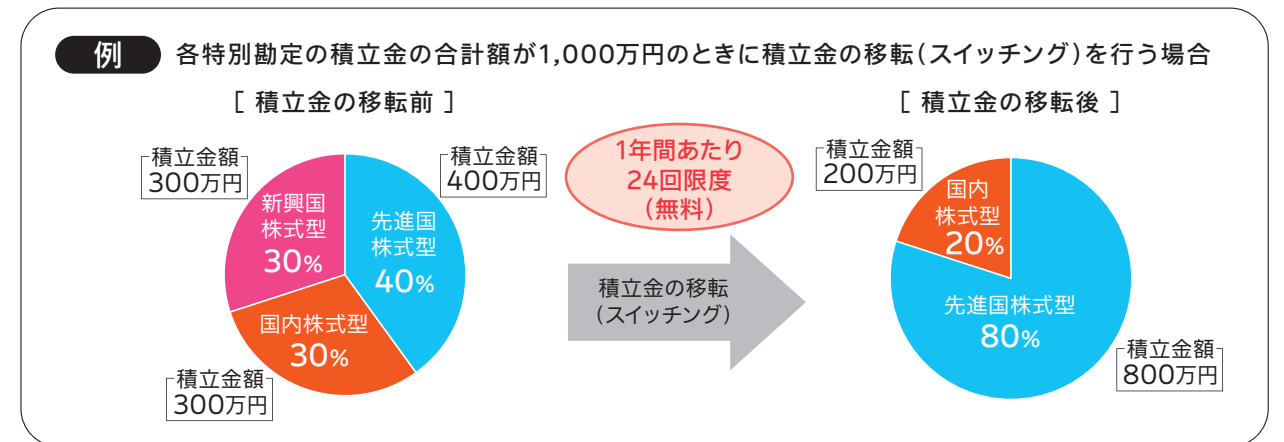 例
各特別勘定の積立金の合計額が1,000万円のときに積立金の移転(スイッチング)を行う場合
[ 積立金の移転前 ]
積立金額
300万円
積立金額
400万円
新興国
株式型
30%
先進国
株式型
40%
国内株式型
30%
積立金額
300万円
1年間あたり
24回限度
(無料)
積立金の移転
(スイッチング)
[ 積立金の移転後 ]
積立金額
200万円
国内
株式型
20%
先進国株式型
80%
積立金額
800万円